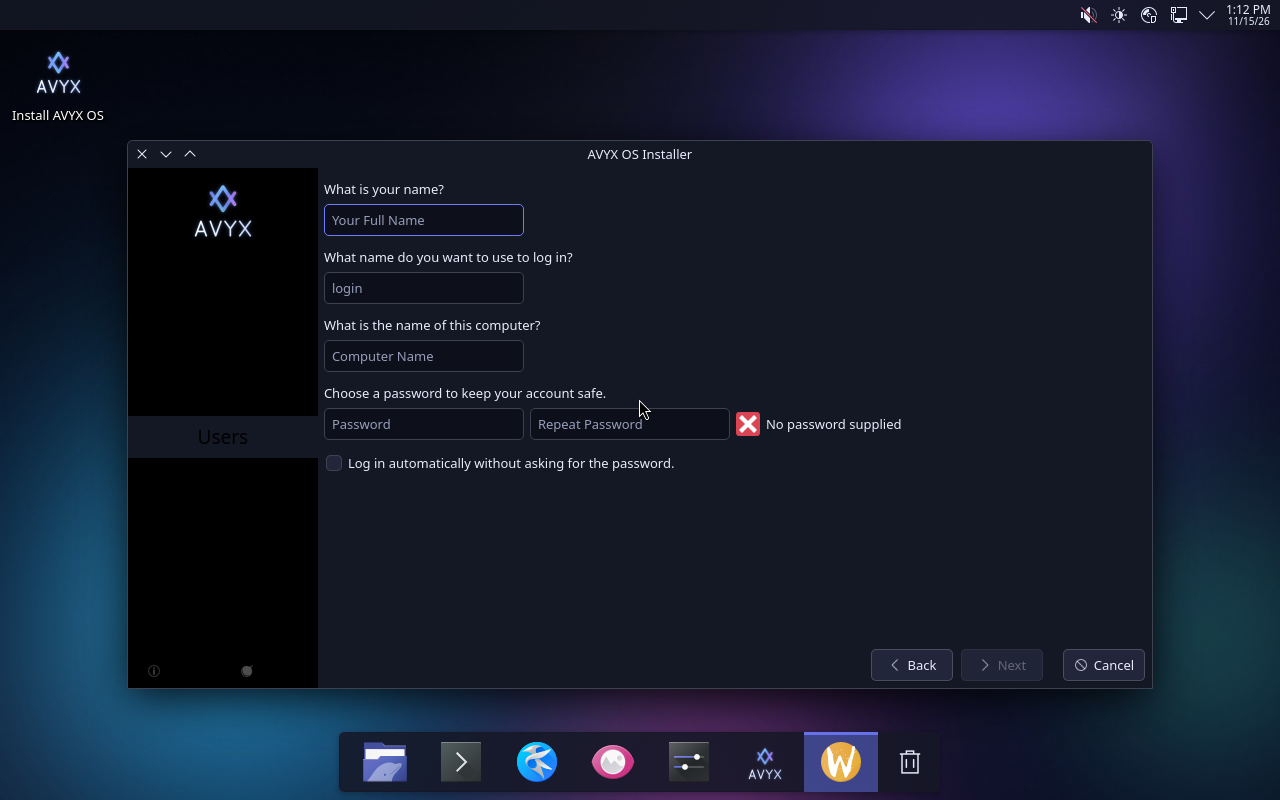 1:12 PM
11/15/26
AVYX
Install AVYX OS
AVYX OS Installer
AVYX
Users
What is your name?
Your Full Name
What name do you want to use to log in?
login
What is the name of this computer?
Computer Name
Choose a password to keep your account safe.
Password
Repeat Password
No password supplied
Log in automatically without asking for the password.
Back
Next
Cancel
AVYX
W